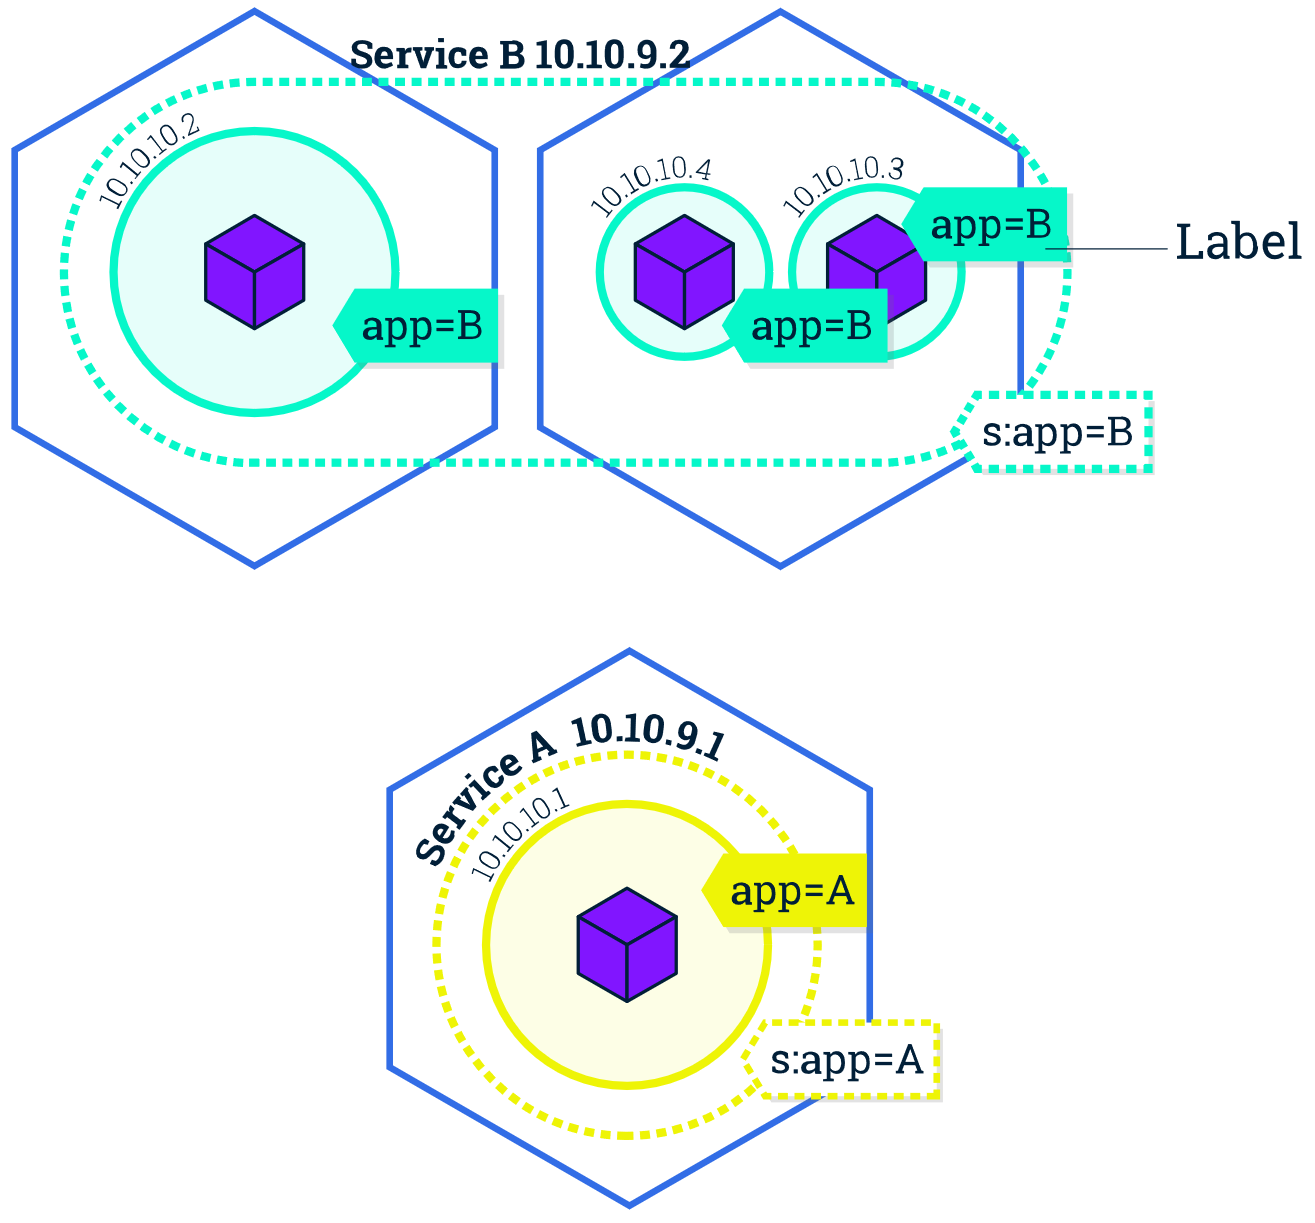 Service B 10.10.9.2
10.10.10.2
10.10.10.4
10.10.10.3
app=B
Label
app=B
app=B
s:app=B
Service A 10.10.9.1
10.10.10.1
app=A
s:app=A